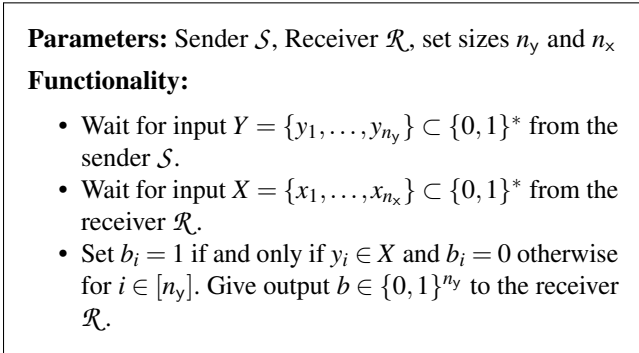 Parameters: Sender 𝒮, Receiver ℛ, set sizes n_y and n_x
Functionality:
• Wait for input Y = {y_1,...,y_{n_y}} ⊂ {0,1}^* from the
sender 𝒮.
• Wait for input X = {x_1,...,x_{n_x}} ⊂ {0,1}^* from the
receiver ℛ.
• Set b_i = 1 if and only if y_i ∈ X and b_i = 0 otherwise
for i ∈ [n_y]. Give output b ∈ {0,1}^{n_y} to the receiver
ℛ.